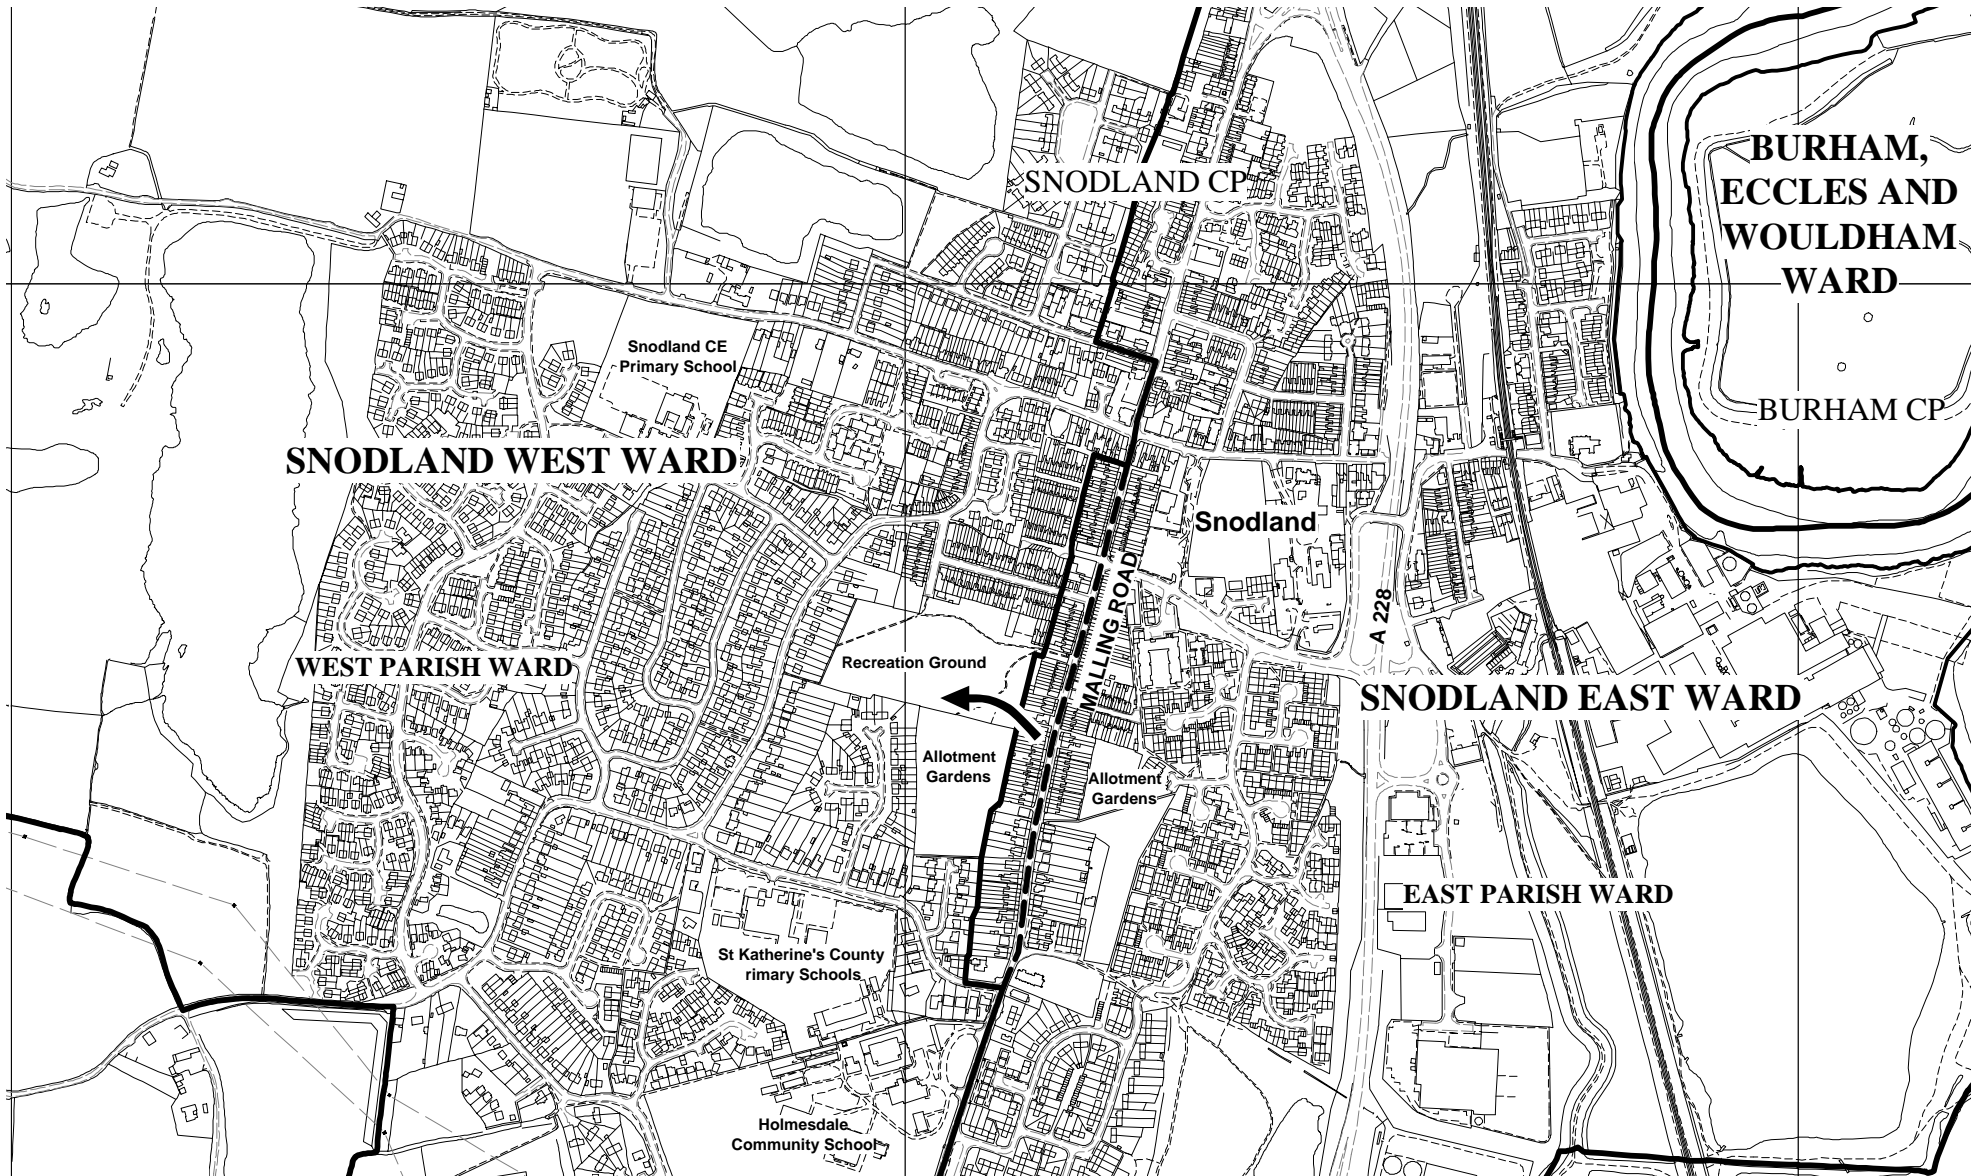 BURHAM,
ECCLES AND
WOULDHAM
WARD
SNODLAND CP
Snodland CE
Primary School
BURHAM CP
SNODLAND WEST WARD
Snodland
MALLING ROAD
A 228
WEST PARISH WARD
Recreation Ground
SNODLAND EAST WARD
Allotment
Gardens
Allotment
Gardens
EAST PARISH WARD
St Katherine's County
rimary Schools
Holmesdale
Community School